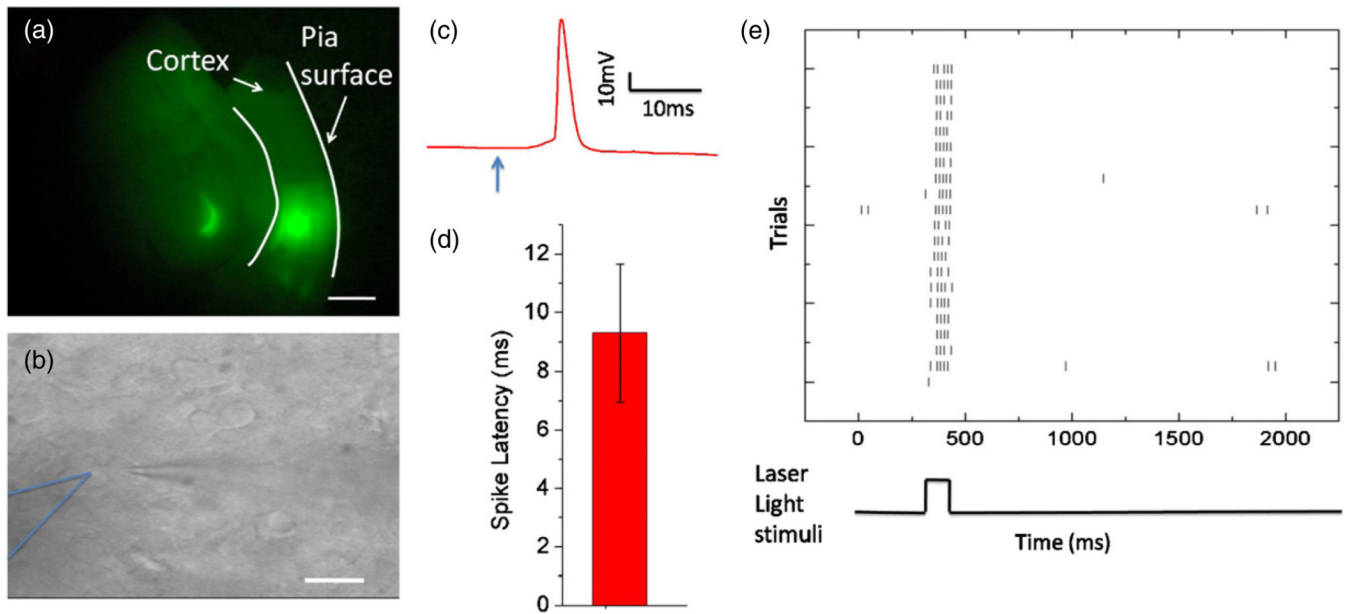 (a)
Cortex
Pia
surface
(b)
(c)
10mV
10ms
(d)
Spike Latency (ms)
12
10
8
6
4
2
0
(e)
Trials
0 500 1000 1500 2000
Laser
Light
stimuli
Time (ms)